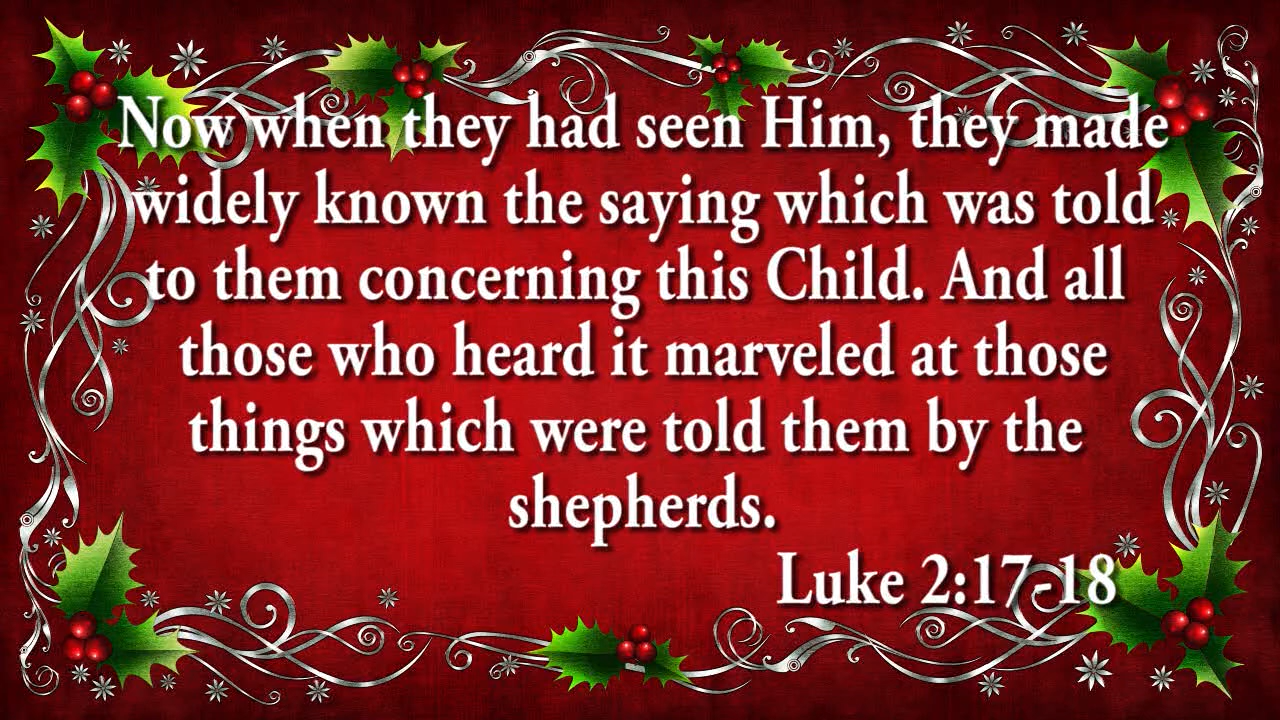 Now when they had seen Him, they made
widely known the saying which was told
to them concerning this Child. And all
those who heard it marveled at those
things which were told them by the
shepherds.
Luke 2:17-18